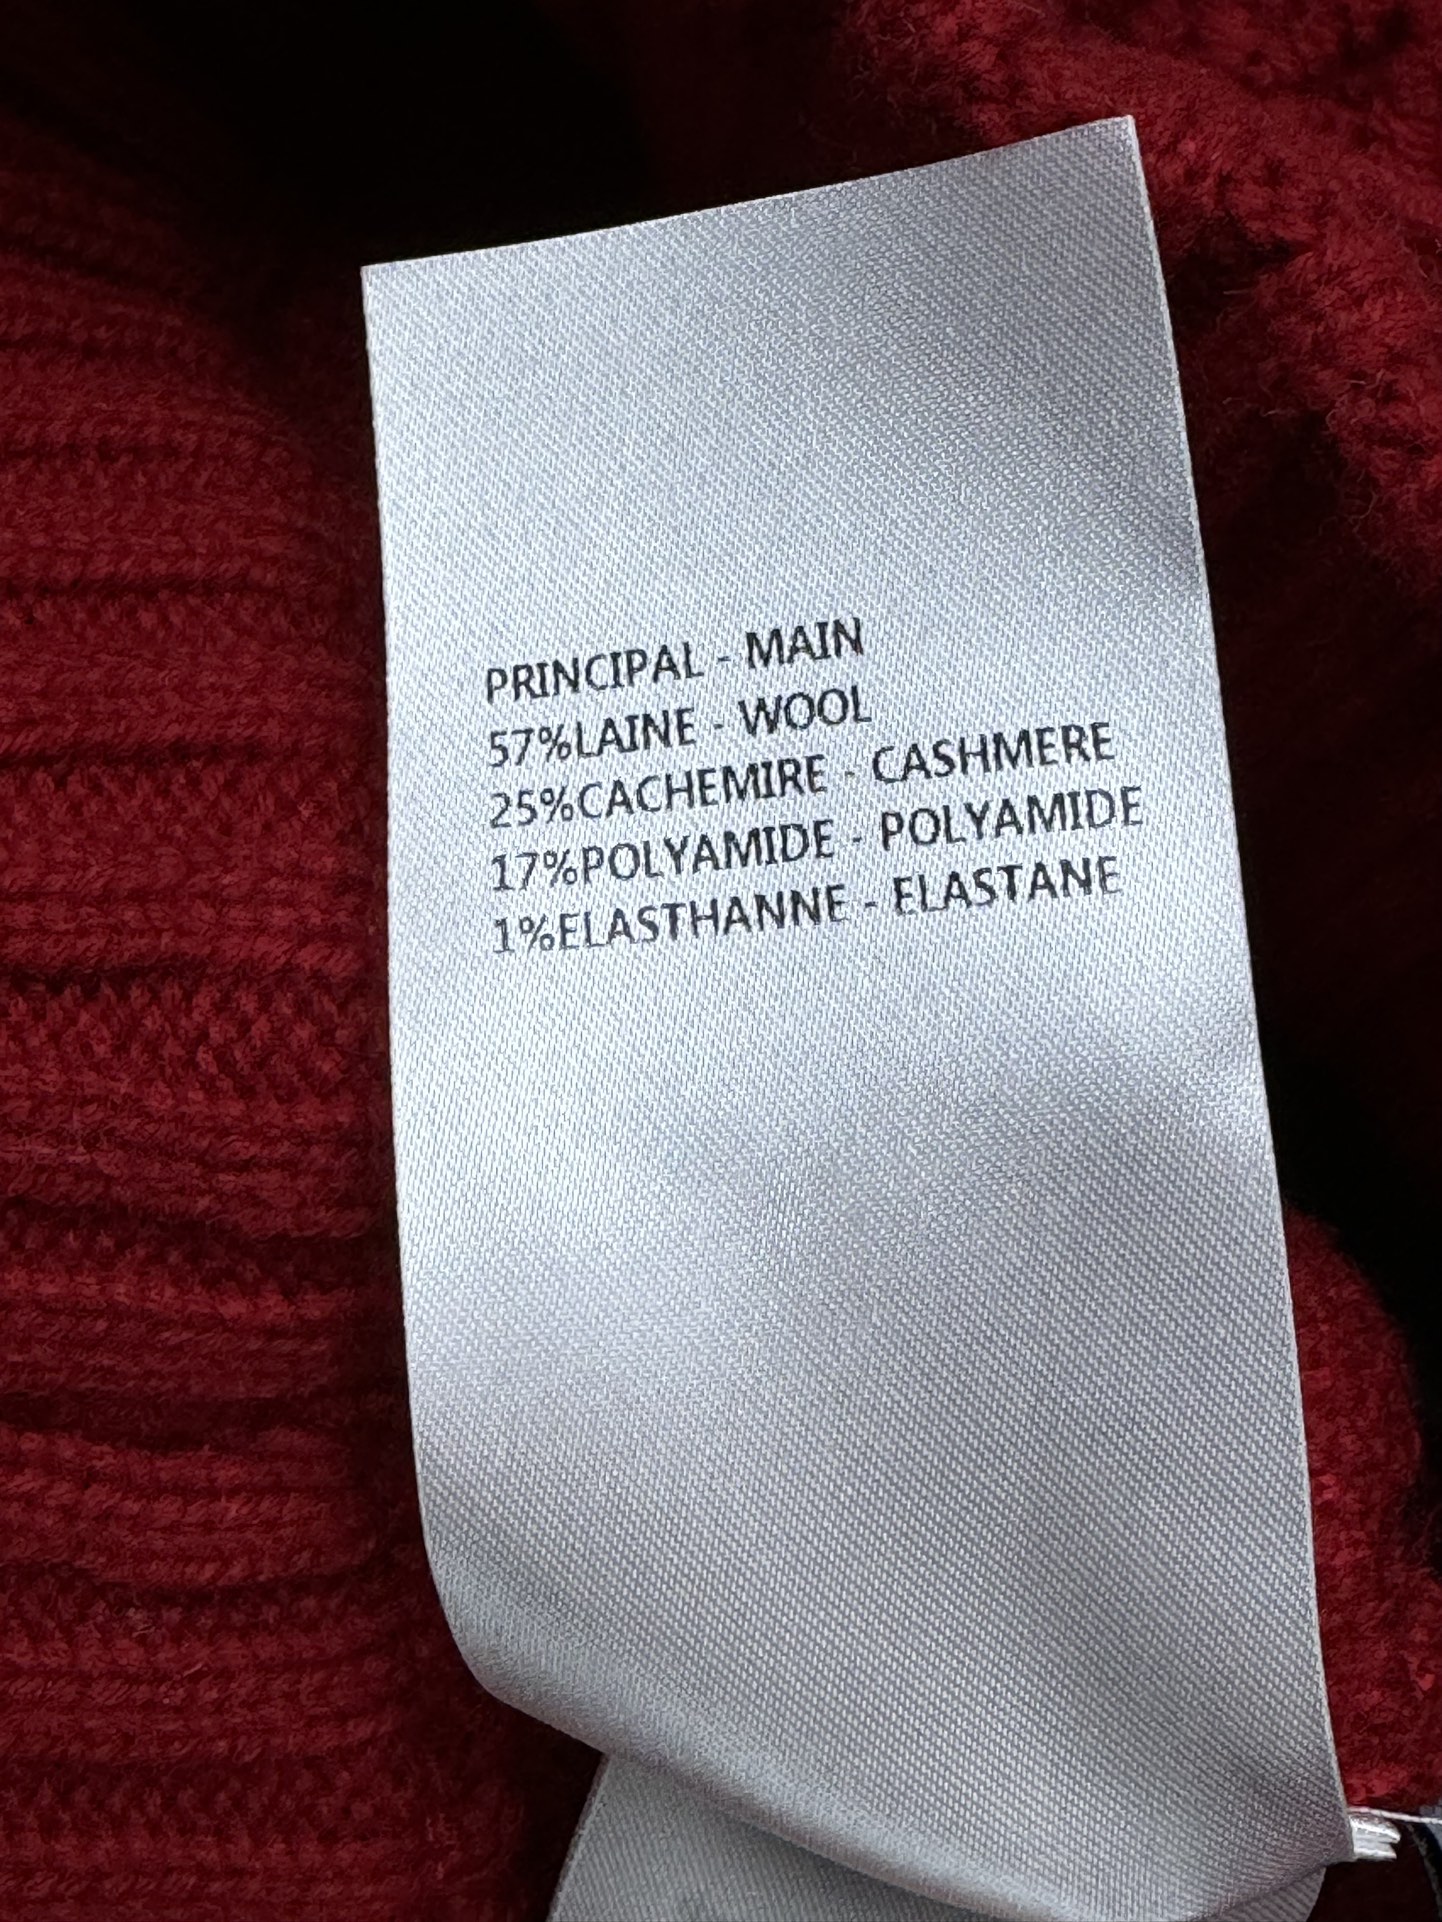 PRINCIPAL - MAIN
57%LAINE - WOOL
25%CACHEMIRE - CASHMERE
17%POLYAMIDE - POLYAMIDE
1%ELASTHANNE - ELASTANE